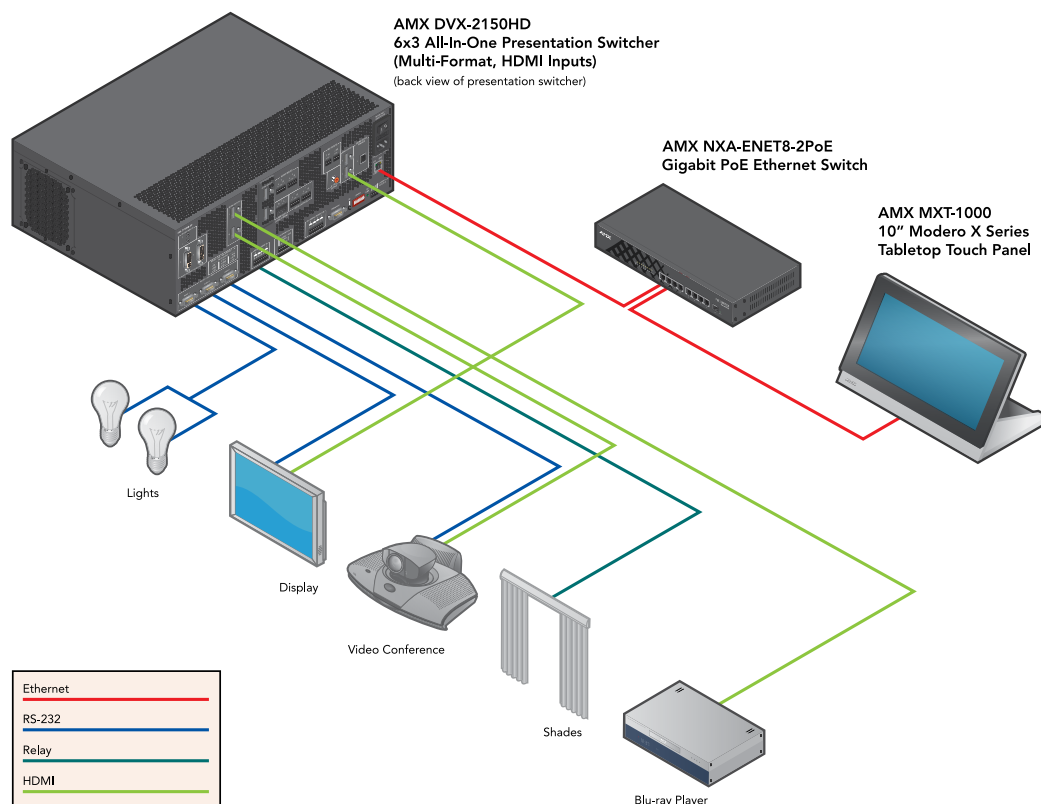 AMX DVX-2150HD
6x3 All-In-One Presentation Switcher
(Multi-Format, HDMI Inputs)
(back view of presentation switcher)
AMX NXA-ENET8-2PoE
Gigabit PoE Ethernet Switch
AMX MXT-1000
10” Modero X Series
Tabletop Touch Panel
AMX
Lights
Display
Video Conference
Shades
Blu-ray Player
Ethernet
RS-232
Relay
HDMI